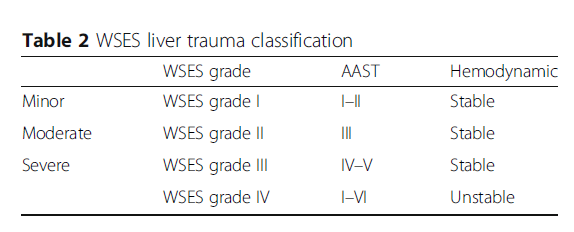 Table 2 WSES liver trauma classification
WSES grade AAST Hemodynamic
Minor WSES grade I I–II Stable
Moderate WSES grade II III Stable
Severe WSES grade III IV–V Stable
WSES grade IV I–VI Unstable